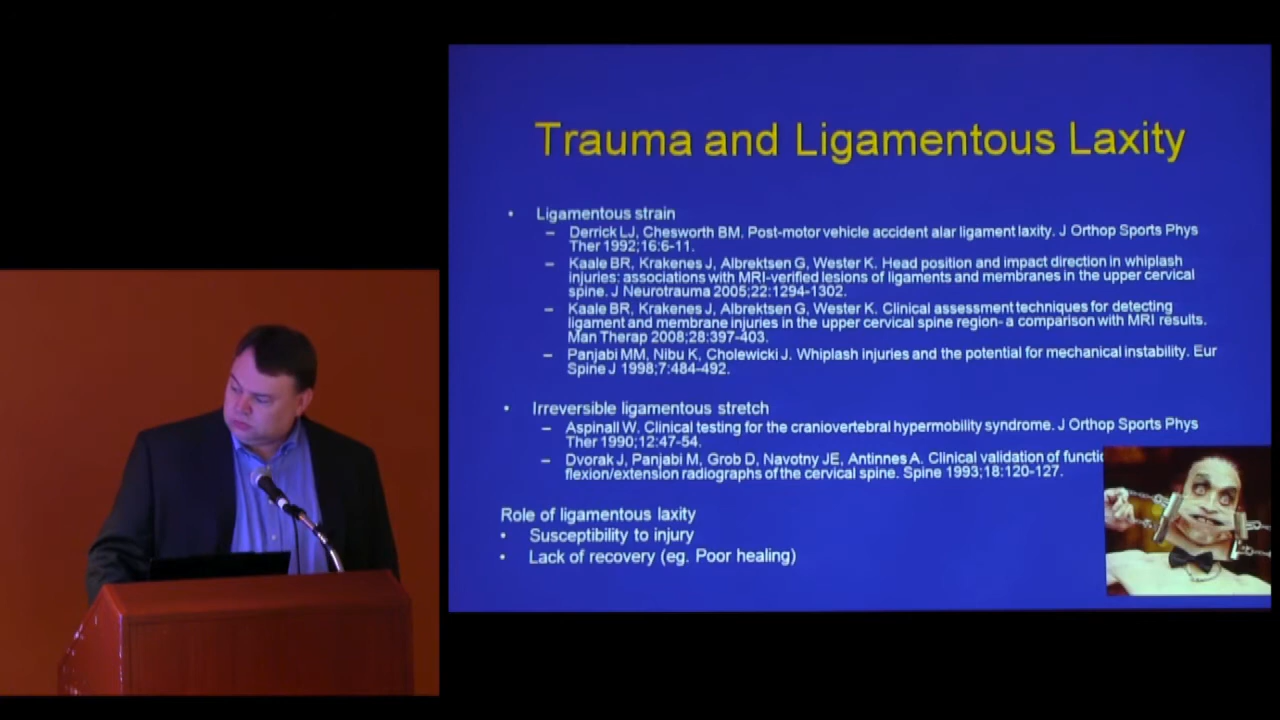 Trauma and Ligamentous Laxity
• Ligamentous strain
– Derrick LJ, Chesworth BM. Post-motor vehicle accident alar ligament laxity. J Orthop Sports Phys
Ther 1992;16:6-11.
– Kaale BR, Krakenes J, Albrektsen G, Wester K. Head position and impact direction in whiplash
injuries: associations with MRI-verified lesions of ligaments and membranes in the upper cervical
spine. J Neurotrauma 2005;22:1294-1302.
– Kaale BR, Krakenes J, Albrektsen G, Wester K. Clinical assessment techniques for detecting
ligament and membrane injuries in the upper cervical spine region- a comparison with MRI results.
Man Therap 2008;28:397-403.
– Panjabi MM, Nibu K, Cholewicki J. Whiplash injuries and the potential for mechanical instability. Eur
Spine J 1998;7:484-492.
• Irreversible ligamentous stretch
– Aspinall W. Clinical testing for the craniovertebral hypermobility syndrome. J Orthop Sports Phys
Ther 1990;12:47-54.
– Dvorak J, Panjabi M, Grob D, Navotny JE, Antinnes A. Clinical validation of functio
flexion/extension radiographs of the cervical spine. Spine 1993;18:120-127.
Role of ligamentous laxity
• Susceptibility to injury
• Lack of recovery (eg. Poor healing)